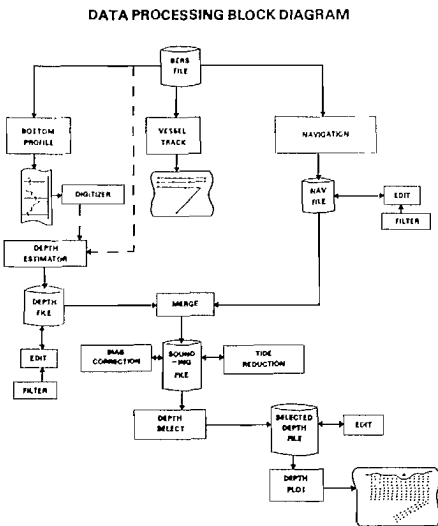 DATA PROCESSING BLOCK DIAGRAM
BERS
FILE
BOTTOM
PROFILE
VESSEL
TRACK
NAVIGATION
DIGITIZER
NAV
FILE
EDIT
FILTER
DEPTH
ESTIMATOR
DEPTH
FILE
MERGE
EDIT
FILTER
BIAS
CORRECTION
SOUND
-ING
FILE
TIDE
REDUCTION
DEPTH
SELECT
SELECTED
DEPTH
FILE
EDIT
DEPTH
PLOT